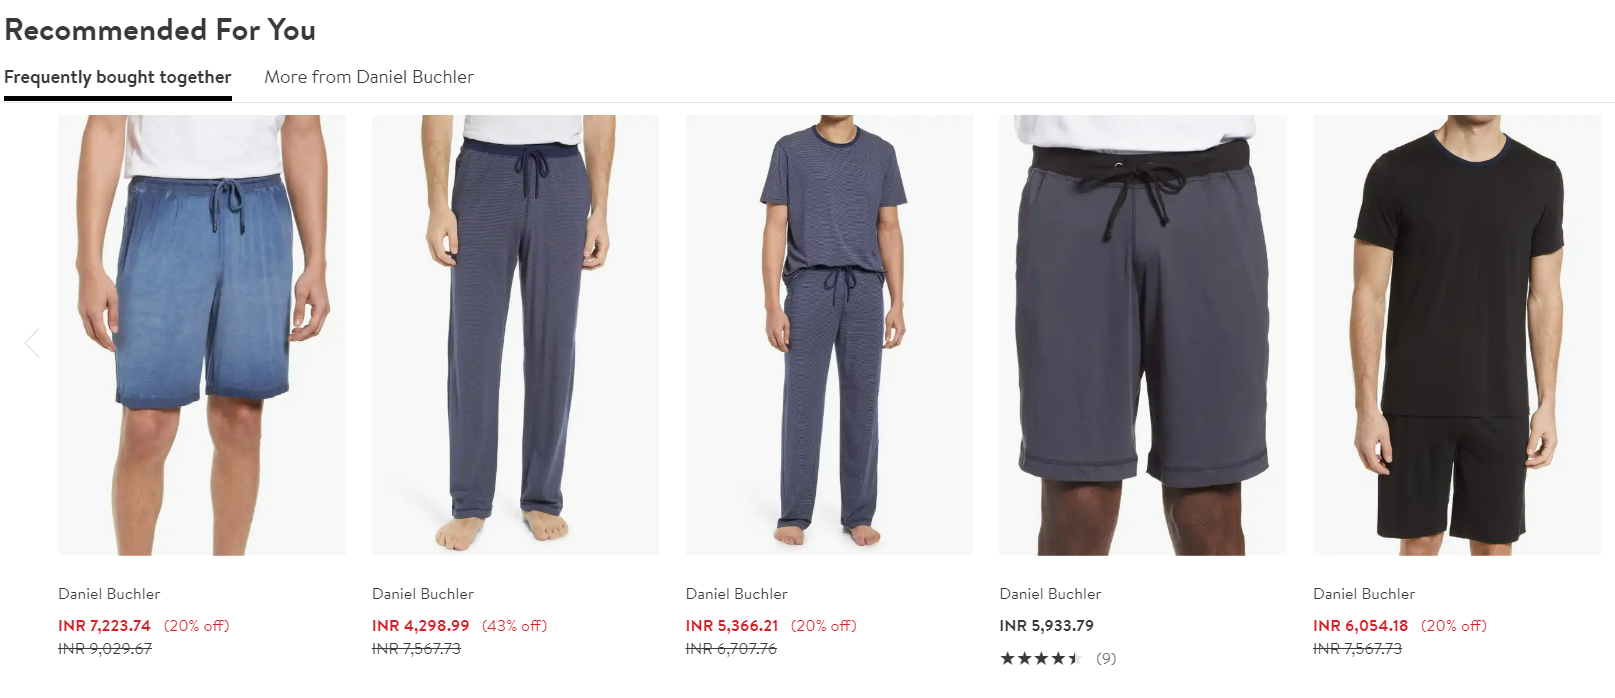 Recommended For You
Frequently bought together
More from Daniel Buchler
Daniel Buchler
INR 7,223.74 (20% off)
INR 9,029.67
Daniel Buchler
INR 4,298.99 (43% off)
INR 7,567.73
Daniel Buchler
INR 5,366.21 (20% off)
INR 6,707.76
Daniel Buchler
INR 5,933.79
(9)
Daniel Buchler
INR 6,054.18 (20% off)
INR 7,567.73